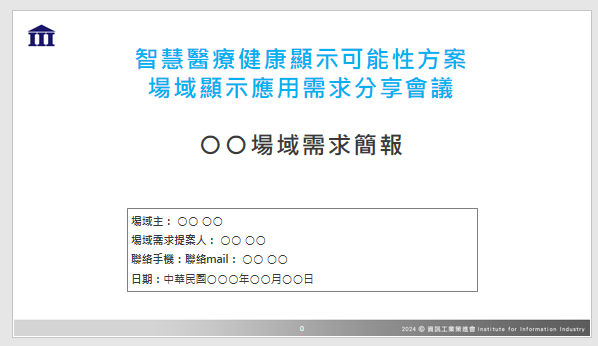 智慧醫療健康顯示可能性方案
場域顯示應用需求分享會議
〇〇場域需求簡報
場域主： 〇〇 〇〇
場域需求提案人： 〇〇 〇〇
聯絡手機：聯絡mail： 〇〇 〇〇
日期：中華民國〇〇〇年〇〇月〇〇日
0
2024 © 資訊工業策進會 Institute for Information Industry